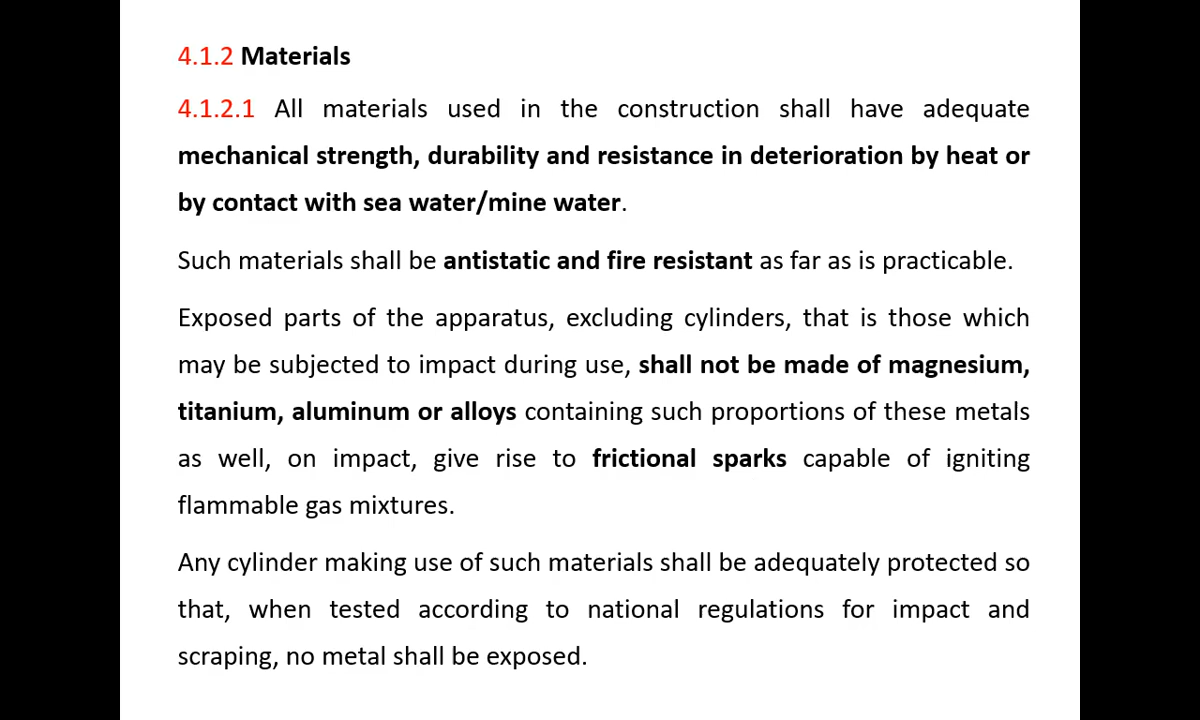 4.1.2 Materials
4.1.2.1 All materials used in the construction shall have adequate
mechanical strength, durability and resistance in deterioration by heat or
by contact with sea water/mine water.
Such materials shall be antistatic and fire resistant as far as is practicable.
Exposed parts of the apparatus, excluding cylinders, that is those which
may be subjected to impact during use, shall not be made of magnesium,
titanium, aluminum or alloys containing such proportions of these metals
as well, on impact, give rise to frictional sparks capable of igniting
flammable gas mixtures.
Any cylinder making use of such materials shall be adequately protected so
that, when tested according to national regulations for impact and
scraping, no metal shall be exposed.